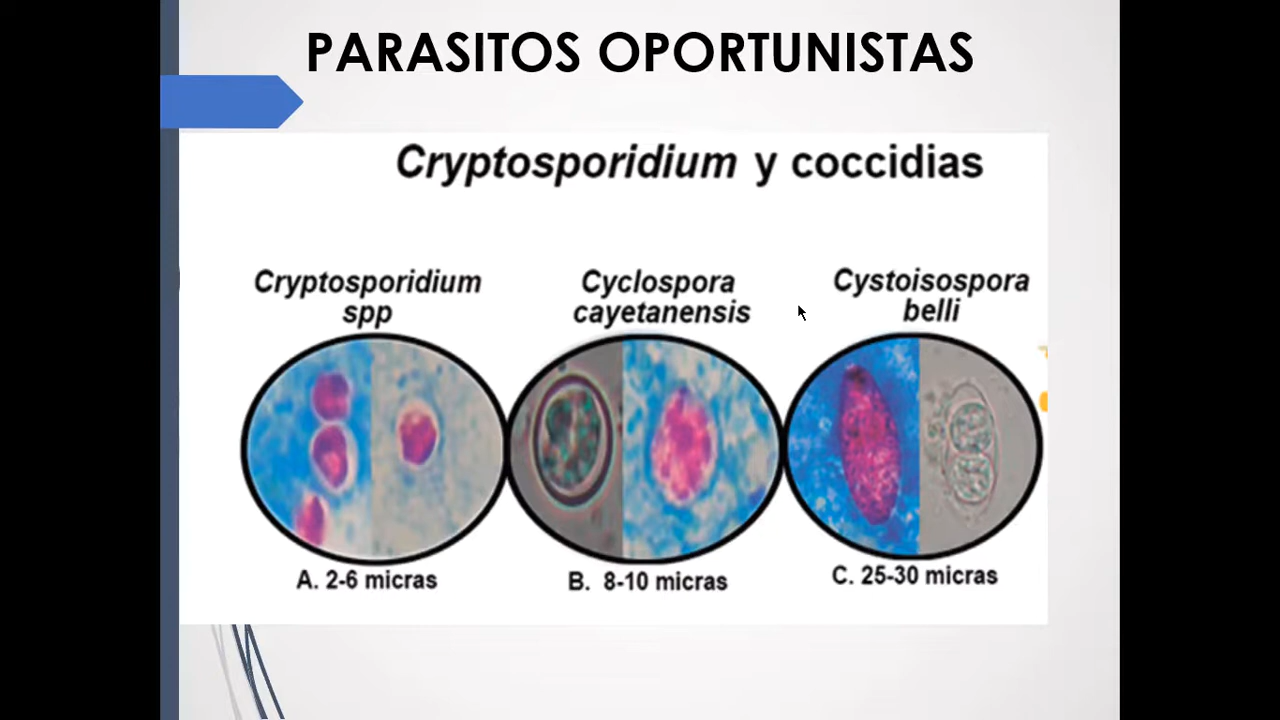 PARASITOS OPORTUNISTAS
Cryptosporidium y coccidias
Cryptosporidium
spp
Cyclospora
cayetanensis
Cystoisospora
belli
A. 2-6 micras
B. 8-10 micras
C. 25-30 micras